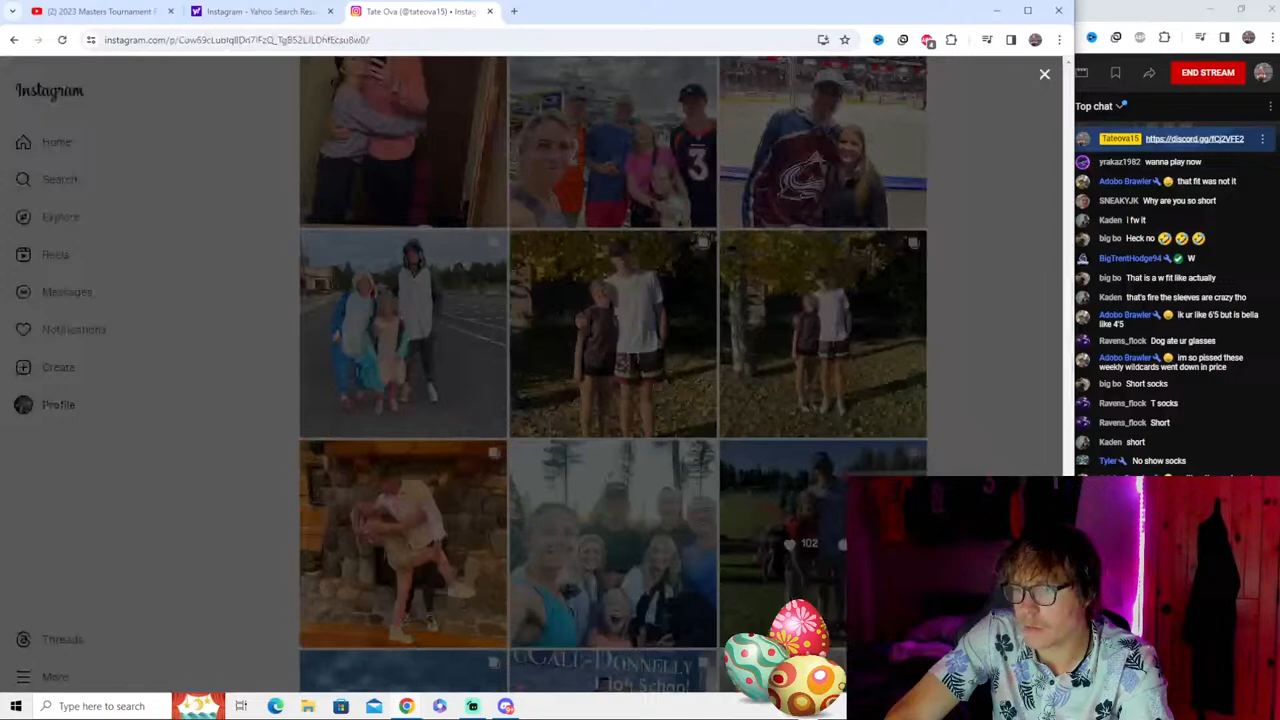 (2) 2023 Masters Tournament F
Instagram - Yahoo Search Resu
Tate Ova (@tateova15) • Instag
Instagram
Home
Search
Explore
Reels
Messages
Notifications
Create
Profile
Threads
More
3
102
High School
END STREAM
Top chat
Tateova15 https://discord.gg/fCj2VFE2
yrakaz1982 wanna play now
Adobo Brawler that fit was not it
SNEAKYJK Why are you so short
Kaden i fw it
big bo Heck no 🤣 🤣 🤣
BigTrentHodge94 W
big bo That is a w fit like actually
Kaden that's fire the sleeves are crazy tho
Adobo Brawler ik ur like 6'5 but is bella
like 4'5
Ravens_flock Dog ate ur glasses
Adobo Brawler im so pissed these
weekly wildcards went down in price
big bo Short socks
Ravens_flock T socks
Ravens_flock Short
Kaden short
Tyler No show socks
Type here to search